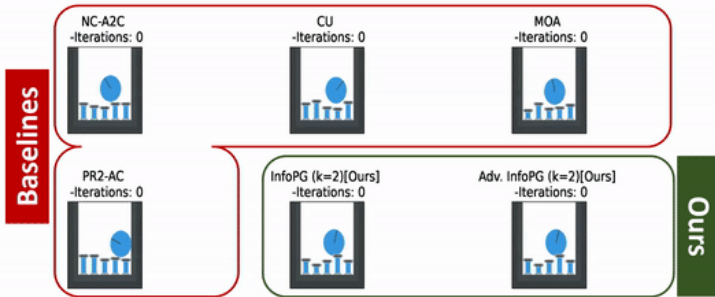 NC-A2C
-Iterations: 0
CU
-Iterations: 0
MOA
-Iterations: 0
Baselines
PR2-AC
-Iterations: 0
InfoPG (k=2)[Ours]
-Iterations: 0
Adv. InfoPG (k=2)[Ours]
-Iterations: 0
Ours